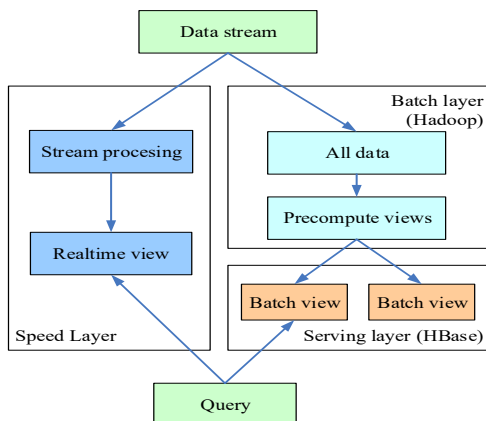 Data stream
Batch layer
(Hadoop)
Stream procesing
All data
Precompute views
Realtime view
Batch view
Batch view
Speed Layer
Serving layer (HBase)
Query